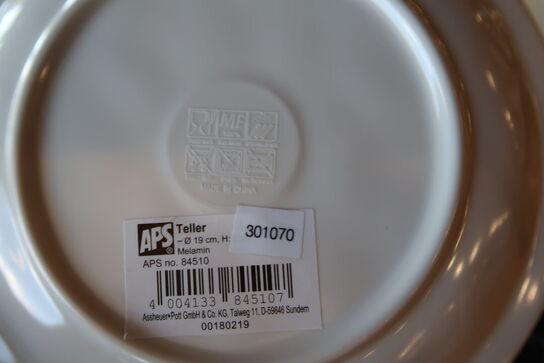 MF
MADE IN CHINA
APS®
Teller
– Ø 19 cm, H:
301070
Melamin
APS no. 84510
4 004133 845107
Assheuer+Pott GmbH & Co. KG, Talweg 11, D-59846 Sundern
00180219